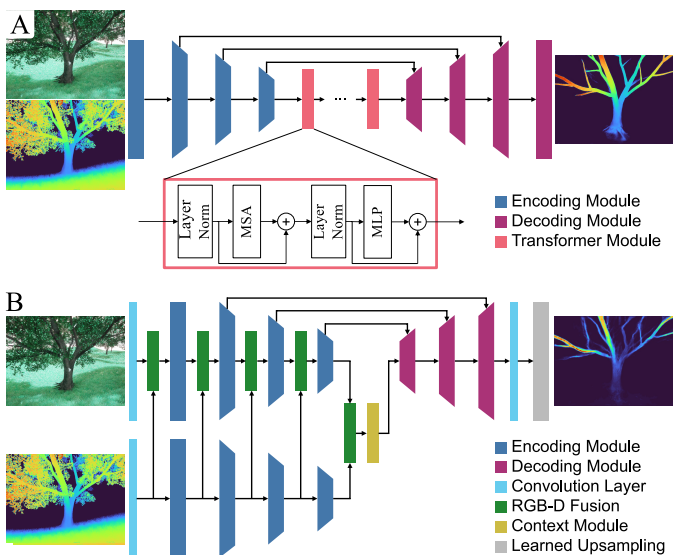 A
Layer
Norm
MSA
+
Layer
Norm
MLP
+
...
Encoding Module
Decoding Module
Transformer Module
B
Encoding Module
Decoding Module
Convolution Layer
RGB-D Fusion
Context Module
Learned Upsampling